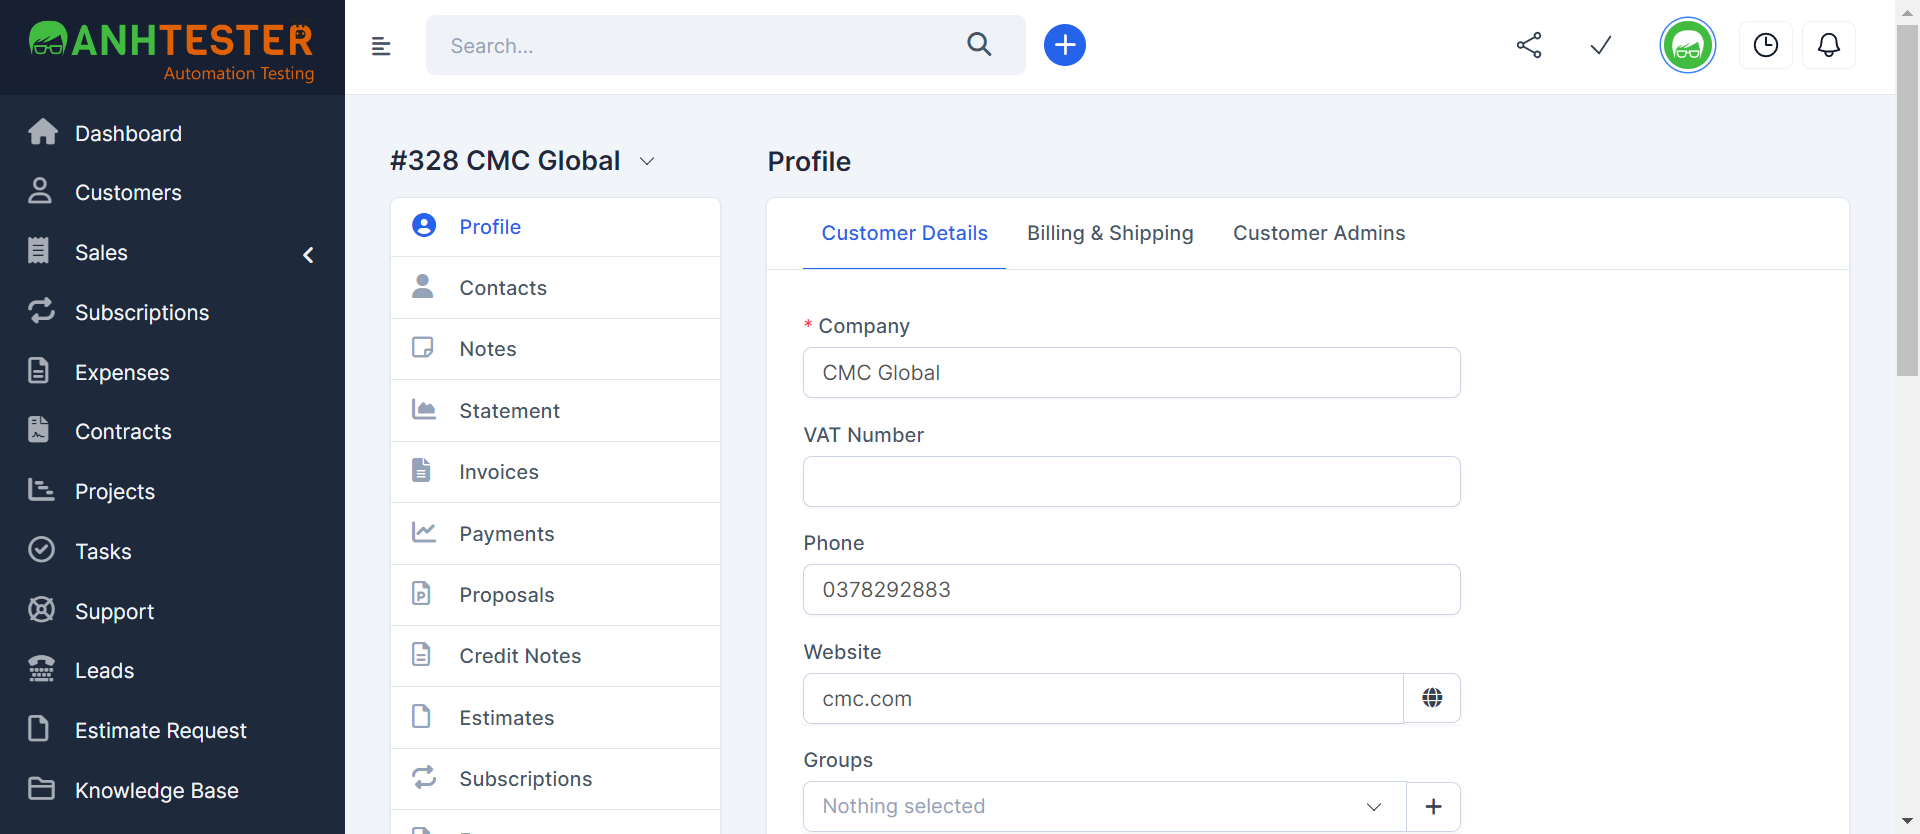 ANHTESTER
Automation Testing
Search...
Dashboard
Customers
Sales
Subscriptions
Expenses
Contracts
Projects
Tasks
Support
Leads
Estimate Request
Knowledge Base
#328 CMC Global
Profile
Contacts
Notes
Statement
Invoices
Payments
Proposals
Credit Notes
Estimates
Subscriptions
Profile
Customer Details Billing & Shipping Customer Admins
* Company
CMC Global
VAT Number
Phone
0378292883
Website
cmc.com
Groups
Nothing selected